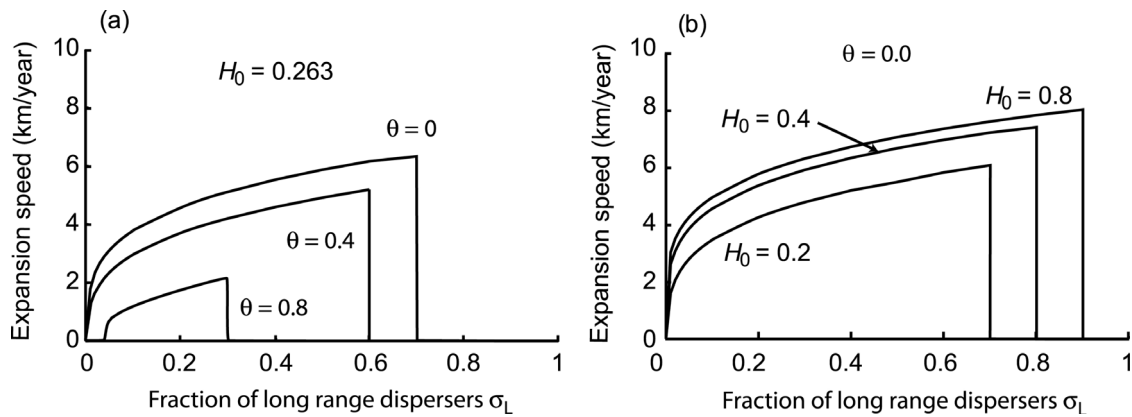 (a)
H0 = 0.263
θ = 0
θ = 0.4
θ = 0.8
Expansion speed (km/year)
10
8
6
4
2
0
0 0.2 0.4 0.6 0.8 1
Fraction of long range dispersers σL
(b)
θ = 0.0
H0 = 0.8
H0 = 0.4
H0 = 0.2
Expansion speed (km/year)
10
8
6
4
2
0
0 0.2 0.4 0.6 0.8 1
Fraction of long range dispersers σL